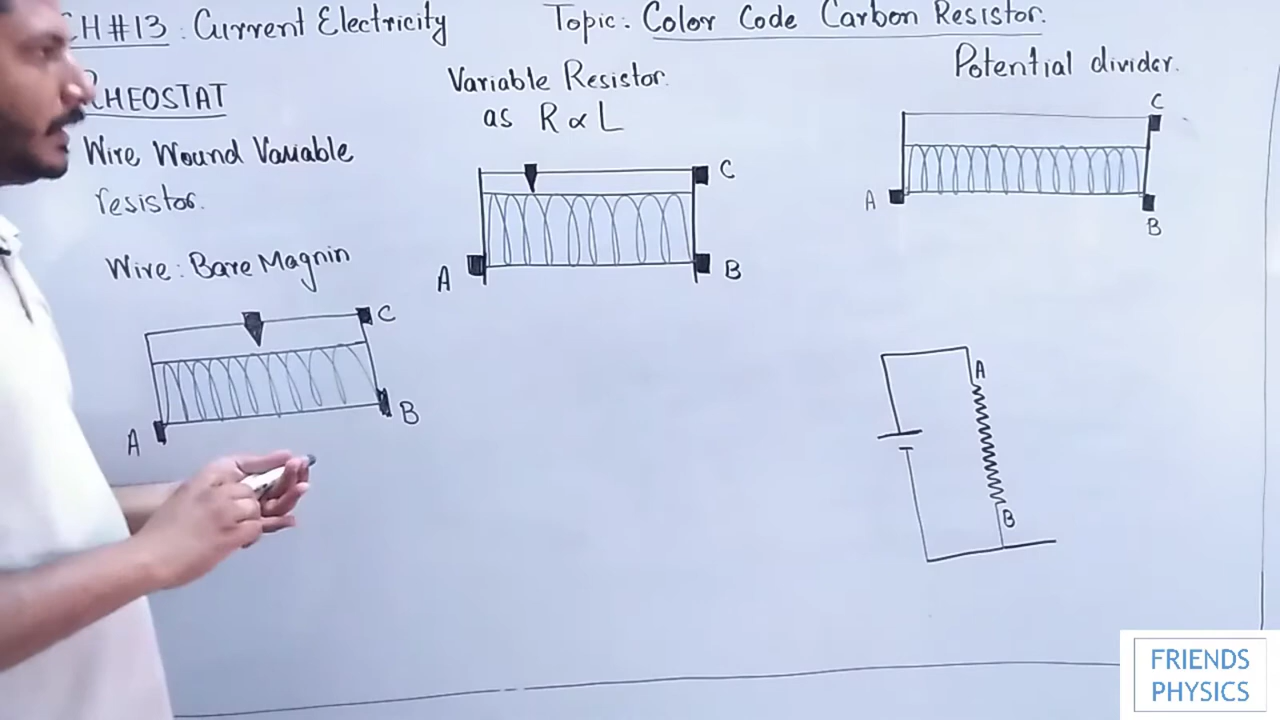 CH#13 : Current Electricity
Topic : Color Code Carbon Resistor.
RHEOSTAT
Wire Wound Variable
resistor.
Wire : Bare Magnin
C
A
B
Variable Resistor.
as R ∝ L
C
A
B
Potential divider.
C
A
B
A
B
FRIENDS
PHYSICS